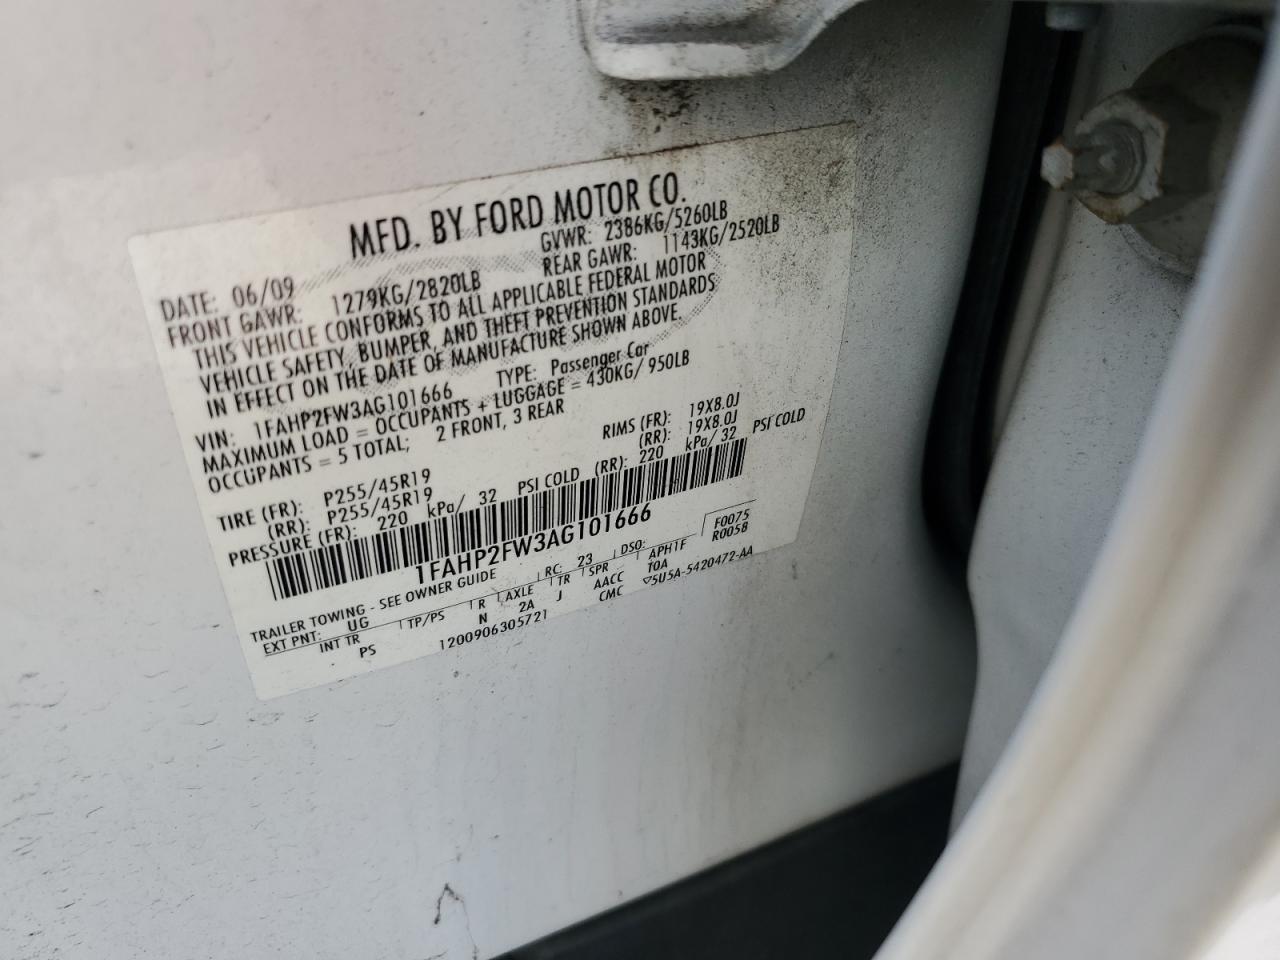 MFD. BY FORD MOTOR CO.
DATE: 06/09 GVWR: 2386KG/5260LB
FRONT GAWR: 1279KG/2820LB REAR GAWR: 1143KG/2520LB
THIS VEHICLE CONFORMS TO ALL APPLICABLE FEDERAL MOTOR
VEHICLE SAFETY, BUMPER, AND THEFT PREVENTION STANDARDS
IN EFFECT ON THE DATE OF MANUFACTURE SHOWN ABOVE.
VIN: 1FAHP2FW3AG101666 TYPE: Passenger Car
MAXIMUM LOAD = OCCUPANTS + LUGGAGE = 430KG/950LB
OCCUPANTS = 5 TOTAL; 2 FRONT, 3 REAR
TIRE (FR): P255/45R19 RIMS (FR): 19X8.0J
(RR): P255/45R19 (RR): 19X8.0J
PRESSURE (FR): 220 kPa/ 32 PSI COLD (RR): 220 kPa/ 32 PSI COLD
1FAHP2FW3AG101666
TRAILER TOWING - SEE OWNER GUIDE F0075
EXT PNT: UG RC: 23 DSO: R0058
INT TR TP/PS R AXLE TR SPR APH1F
PS N 2A J AACC T0A
1200906305721 CMC ▽5U5A-5420472-AA